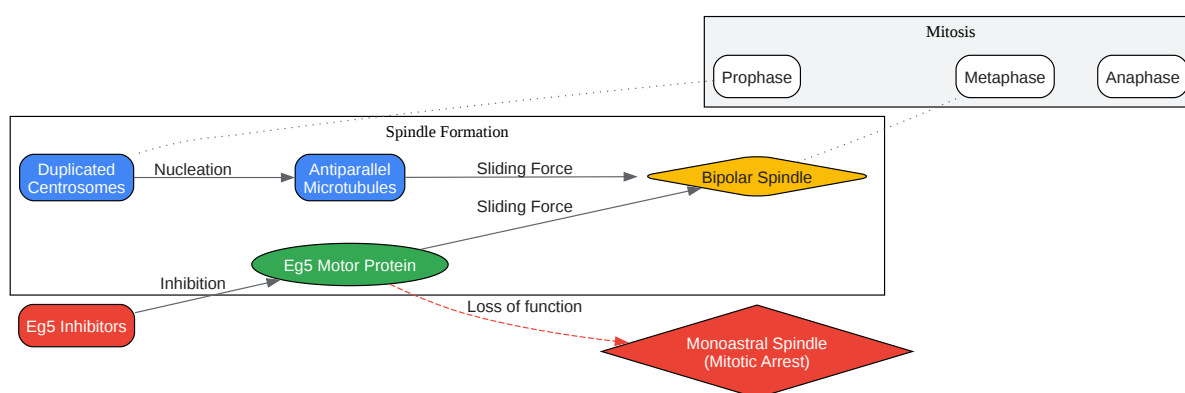 Mitosis
Prophase
Metaphase
Anaphase
Spindle Formation
Duplicated
Centrosomes
Nucleation
Antiparallel
Microtubules
Sliding Force
Bipolar Spindle
Sliding Force
Eg5 Motor Protein
Inhibition
Eg5 Inhibitors
Loss of function
Monoastral Spindle
(Mitotic Arrest)